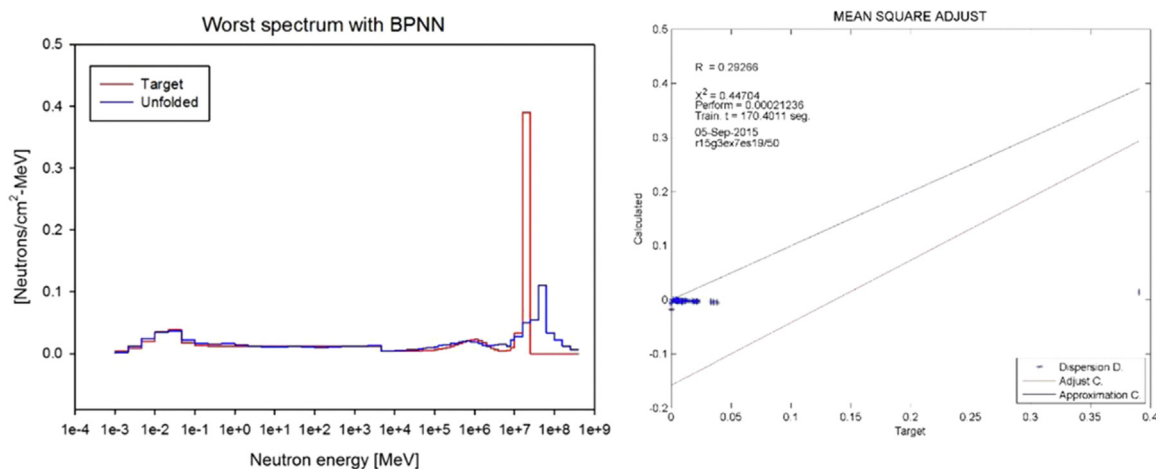 Worst spectrum with BPNN
0.5
0.4
0.3
0.2
0.1
0.0
[Neutrons/cm²-MeV]
Target
Unfolded
1e-4 1e-3 1e-2 1e-1 1e+0 1e+1 1e+2 1e+3 1e+4 1e+5 1e+6 1e+7 1e+8 1e+9
Neutron energy [MeV]
MEAN SQUARE ADJUST
0.5
0.4
0.3
0.2
0.1
0
-0.1
-0.2
Calculated
R = 0.29266
X² = 0.44704
Perform = 0.00021236
Train. t = 170.4011 seg.
05-Sep-2015
r15g3ex7es19/50
Dispersion D.
Adjust C.
Approximation C.
0 0.05 0.1 0.15 0.2 0.25 0.3 0.35 0.4
Target